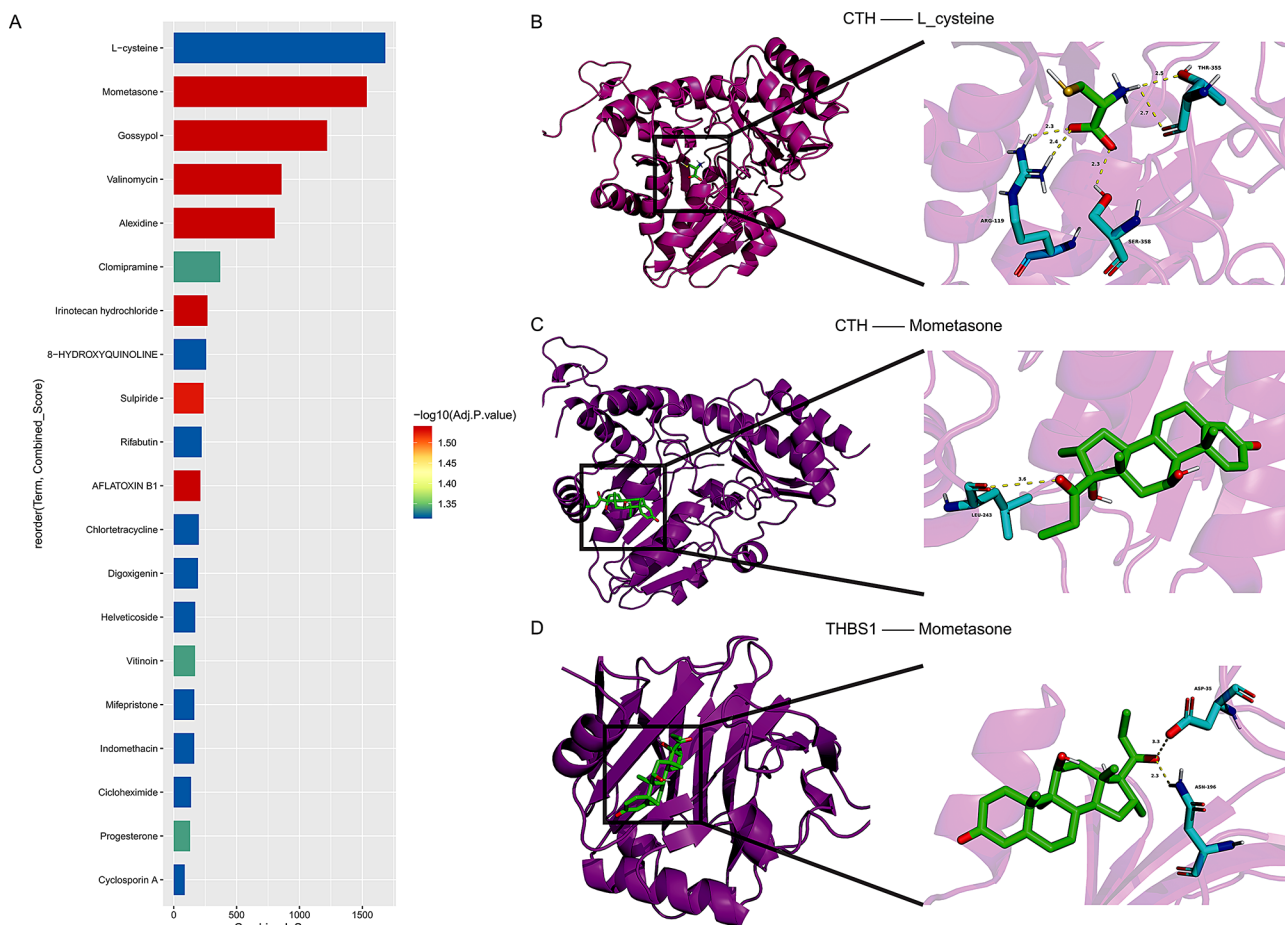 A
reorder(Term, Combined_Score)
L−cysteine
Mometasone
Gossypol
Valinomycin
Alexidine
Clomipramine
Irinotecan hydrochloride
8−HYDROXYQUINOLINE
Sulpiride
Rifabutin
AFLATOXIN B1
Chlortetracycline
Digoxigenin
Helveticoside
Vitinoin
Mifepristone
Indomethacin
Cicloheximide
Progesterone
Cyclosporin A
0 500 1000 1500
−log10(Adj.P.value)
1.50
1.45
1.40
1.35
B
CTH —— L_cysteine
2.5
THR-355
2.7
2.3
2.4
2.3
ARG-119
SER-358
C
CTH —— Mometasone
3.6
LEU-243
D
THBS1 —— Mometasone
ASP-35
3.3
2.3
ASN-196